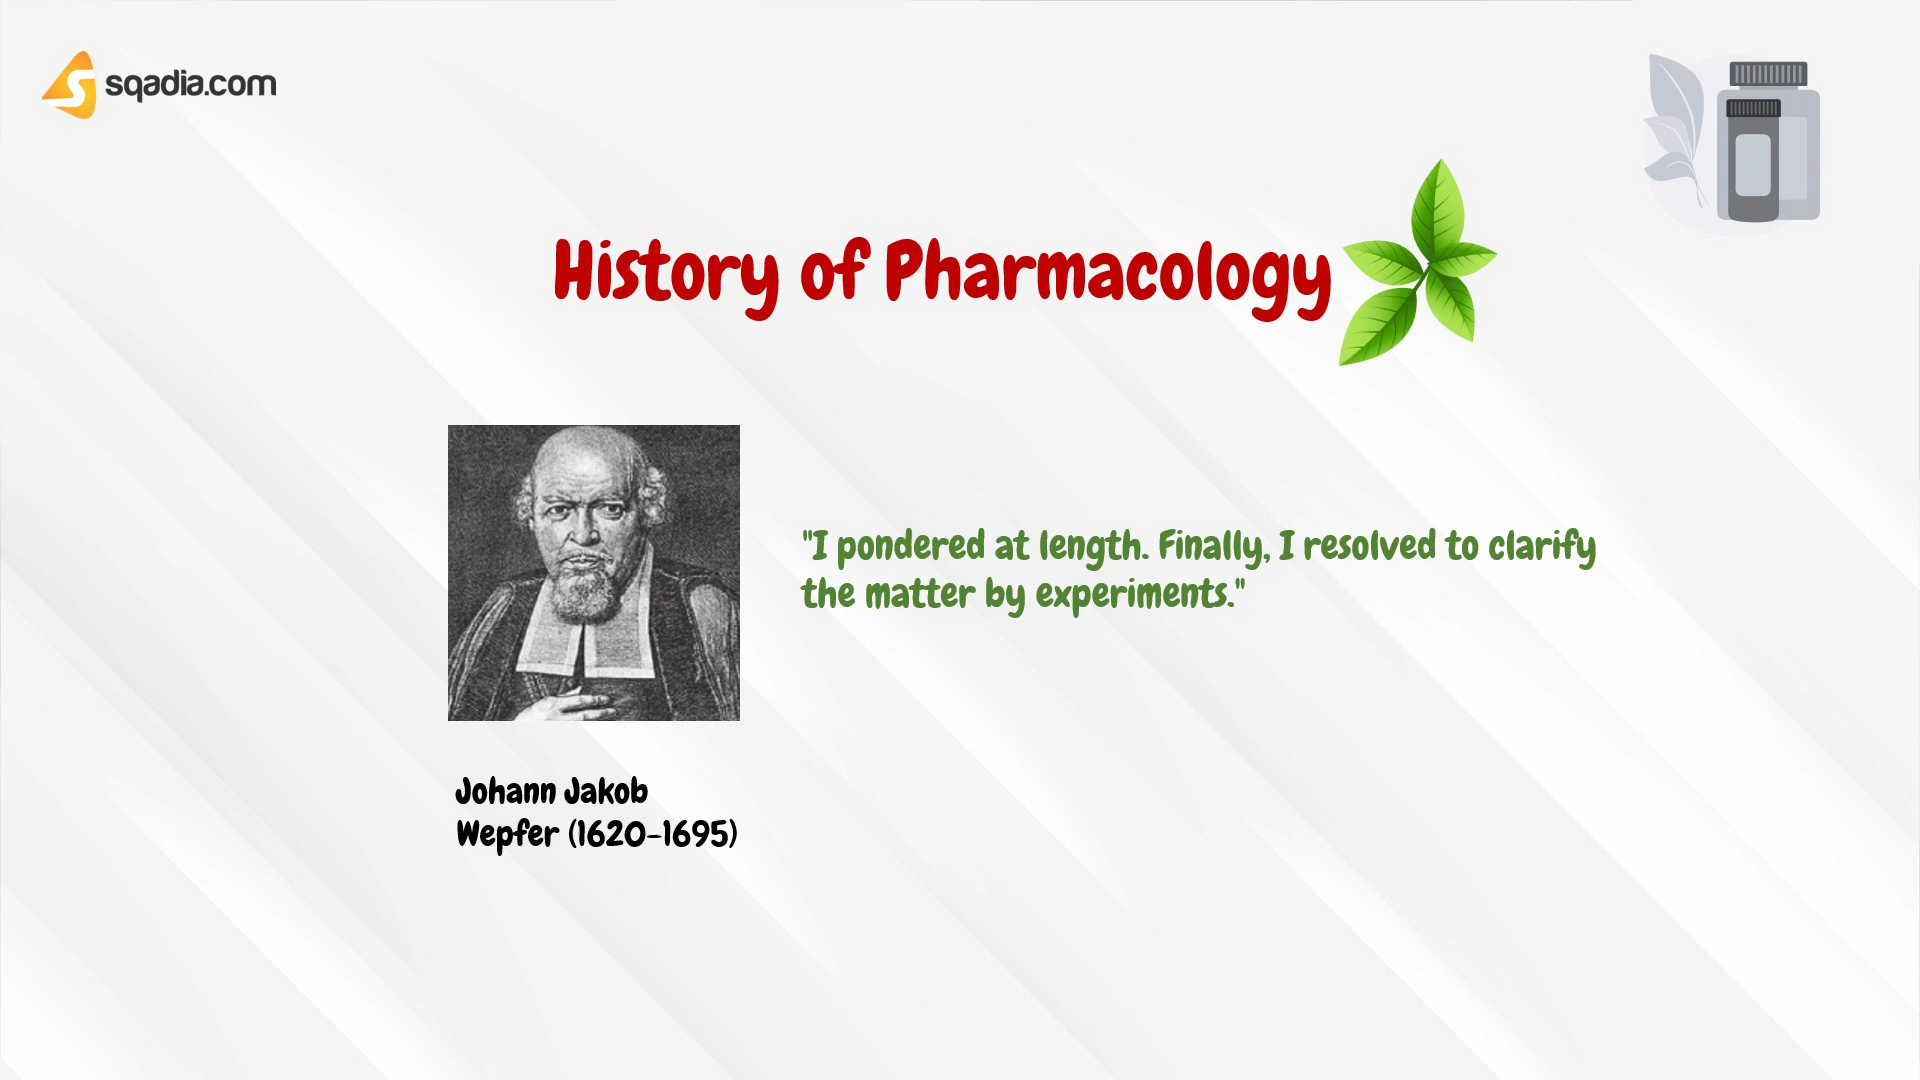 sqadia.com
History of Pharmacology
"I pondered at length. Finally, I resolved to clarify
the matter by experiments."
Johann Jakob
Wepfer (1620-1695)